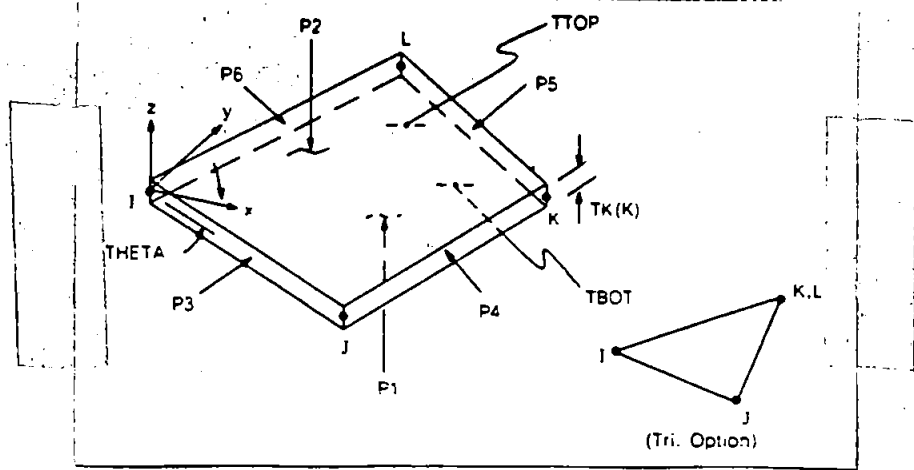 L
TTOP
P2
P6
P5
z
y
I
x
K
TK(K)
THETA
P3
P4
TBOT
J
P1
K,L
I
J
(Tri. Option)